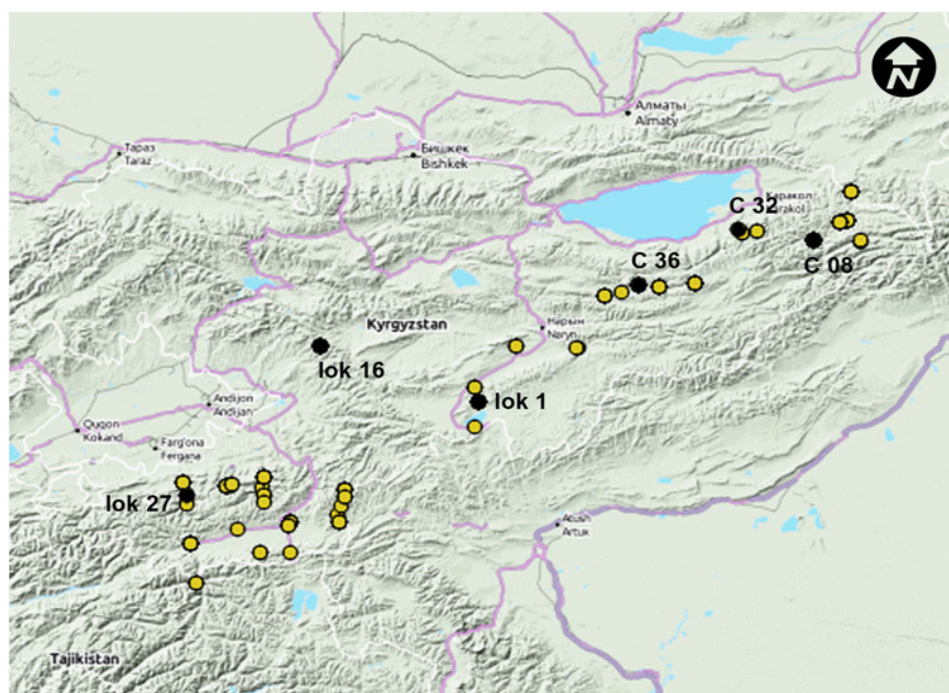 N
Алматы
Almaty
Тараз
Taraz
Бишкек
Bishkek
Каракол
Karakol
C 32
C 08
C 36
Kyrgyzstan
Нарын
Naryn
lok 16
lok 1
Andijon
Andijan
Quqon
Kokand
Farg'ona
Fergana
lok 27
Artux
Tajikistan